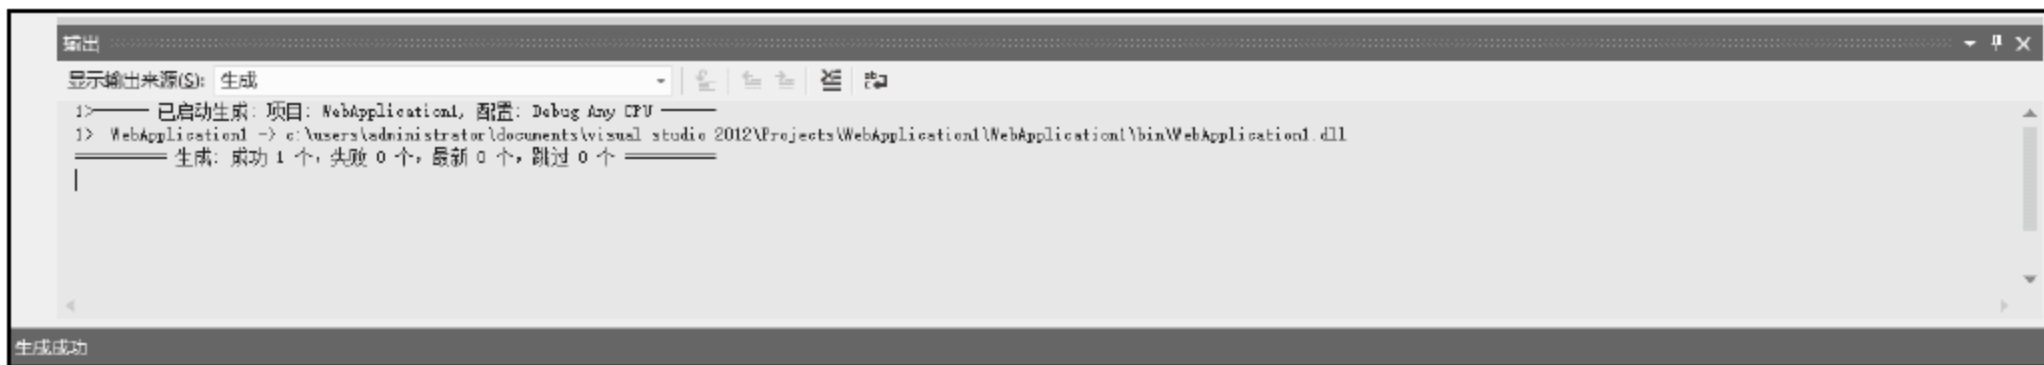 输出
显示输出来源(S): 生成
1>------ 已启动生成: 项目: WebApplication1, 配置: Debug Any CPU ------
1>  WebApplication1 -> c:\users\administrator\documents\visual studio 2012\Projects\WebApplication1\WebApplication1\bin\WebApplication1.dll
========== 生成: 成功 1 个，失败 0 个，最新 0 个，跳过 0 个 ==========
生成成功